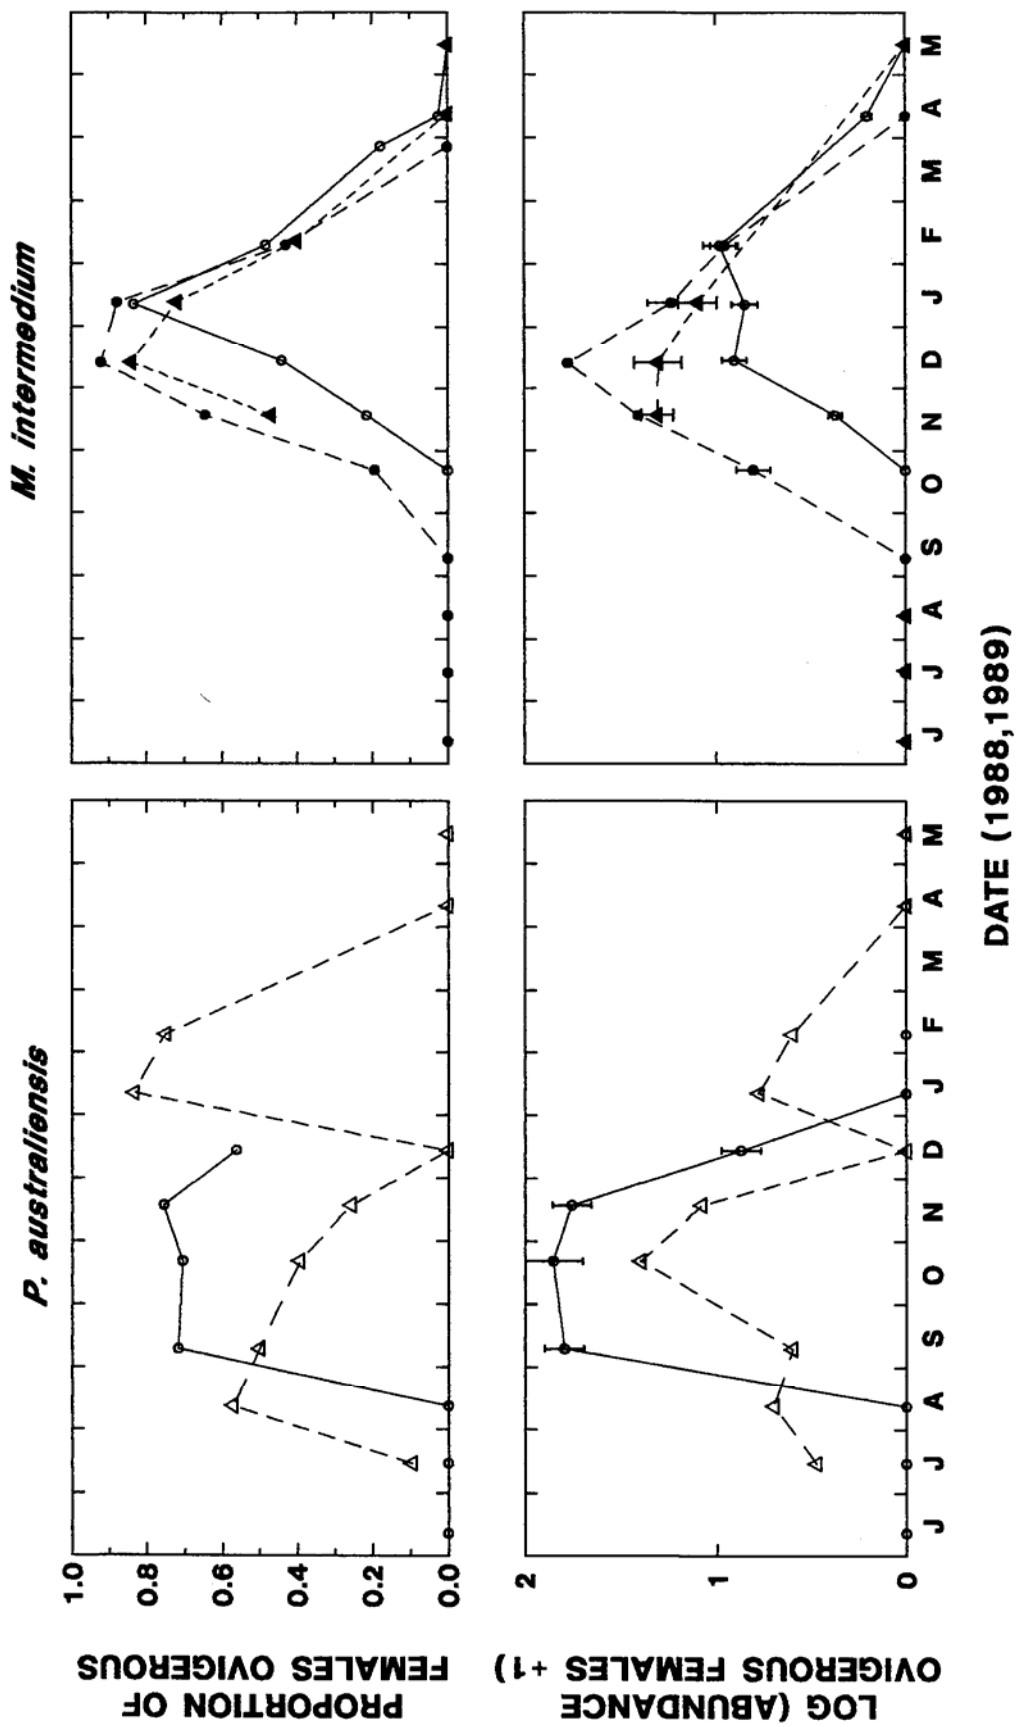 P. australiensis
M. intermedium
PROPORTION OF
FEMALES OVIGEROUS
1.0
0.8
0.6
0.4
0.2
0.0
LOG (ABUNDANCE
OVIGEROUS FEMALES +1)
2
1
0
J J A S O N D J F M A M
J J A S O N D J F M A M
DATE (1988,1989)